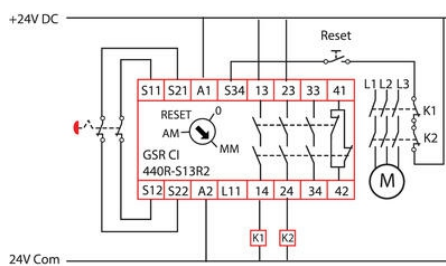 +24V DC
Reset
S11 S21 A1 S34 13 23 33 41
L1 L2 L3
RESET 0
AM
MM
K1
K2
GSR CI
440R-S13R2
M
S12 S22 A2 L11 14 24 34 42
K1 K2
24V Com